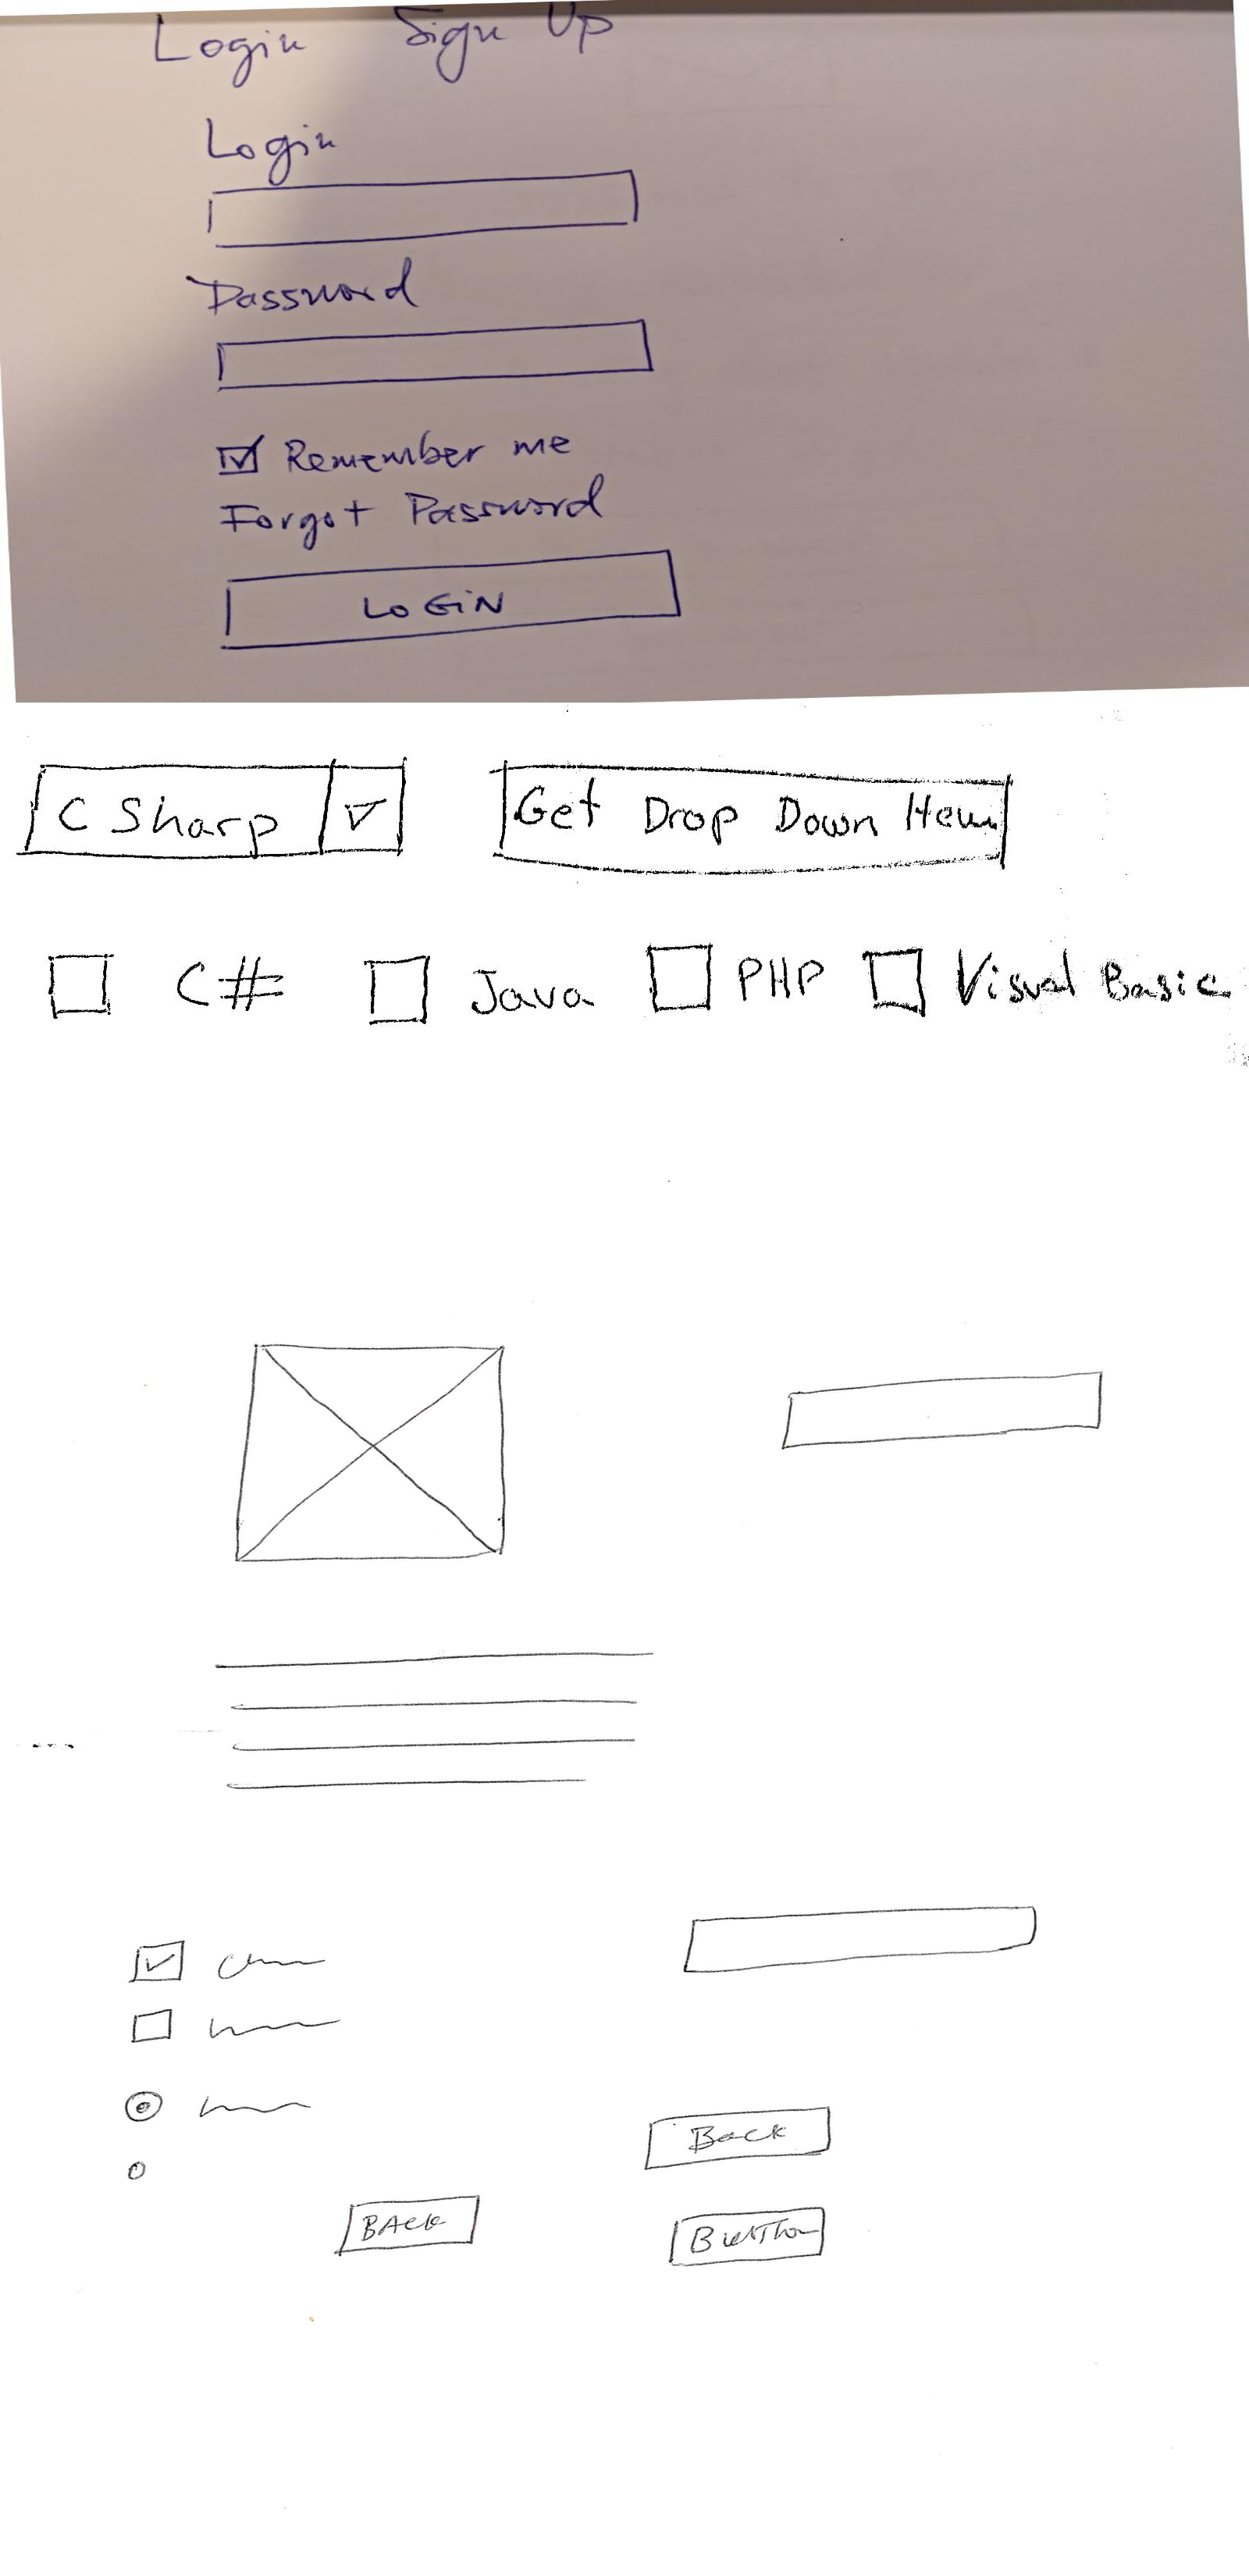 Login Sign Up
Login
Password
Remember me
Forgot Password
LOGIN
C Sharp Get Drop Down Item
C# Java PHP Visual Basic
Back
BACK Button